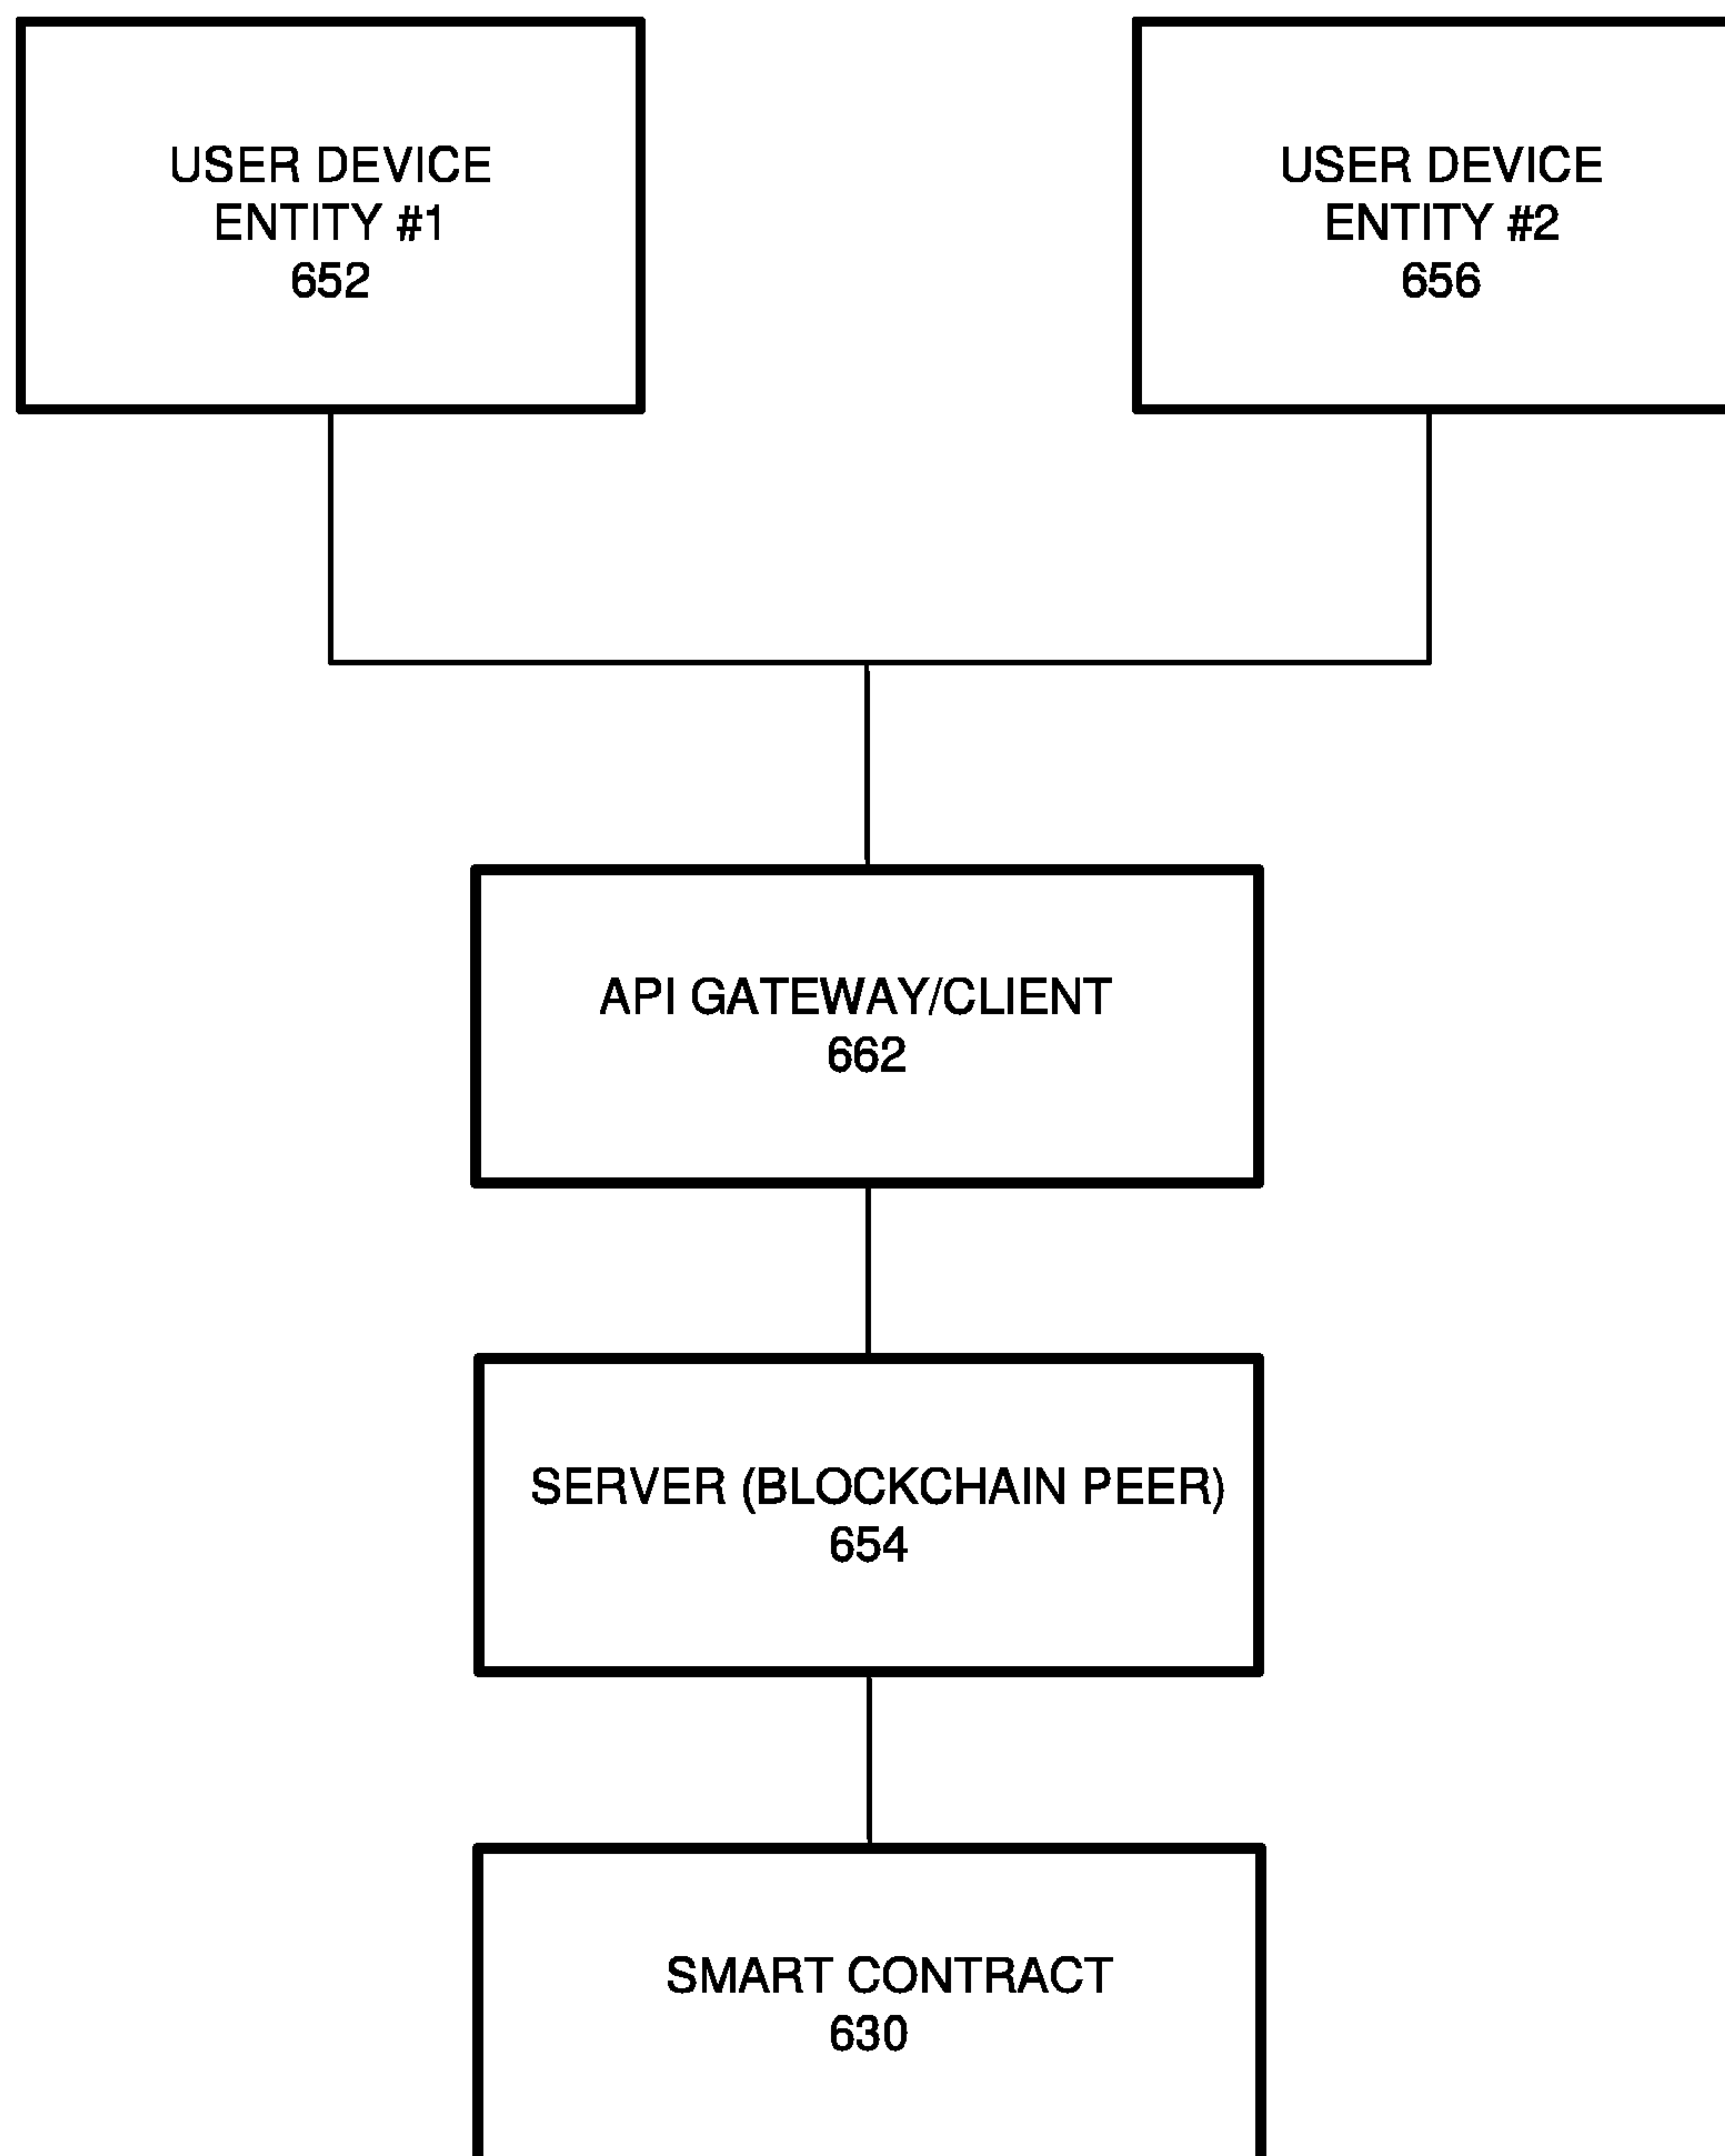 USER DEVICE
ENTITY #1
652
USER DEVICE
ENTITY #2
656
API GATEWAY/CLIENT
662
SERVER (BLOCKCHAIN PEER)
654
SMART CONTRACT
630